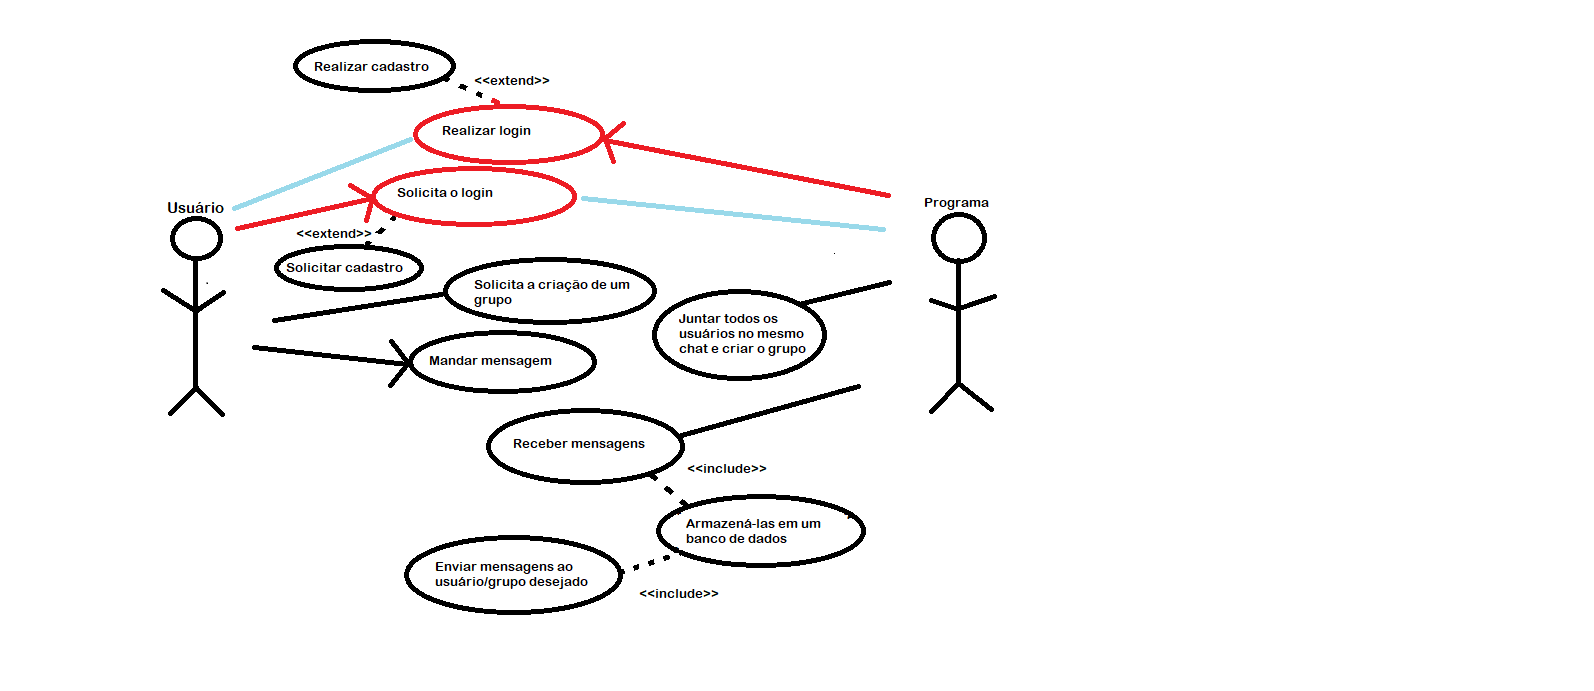 Realizar cadastro
<<extend>>
Realizar login
Solicita o login
Usuário
Programa
<<extend>>
Solicitar cadastro
Solicita a criação de um
grupo
Juntar todos os
usuários no mesmo
chat e criar o grupo
Mandar mensagem
Receber mensagens
<<include>>
Armazená-las em um
banco de dados
Enviar mensagens ao
usuário/grupo desejado
<<include>>